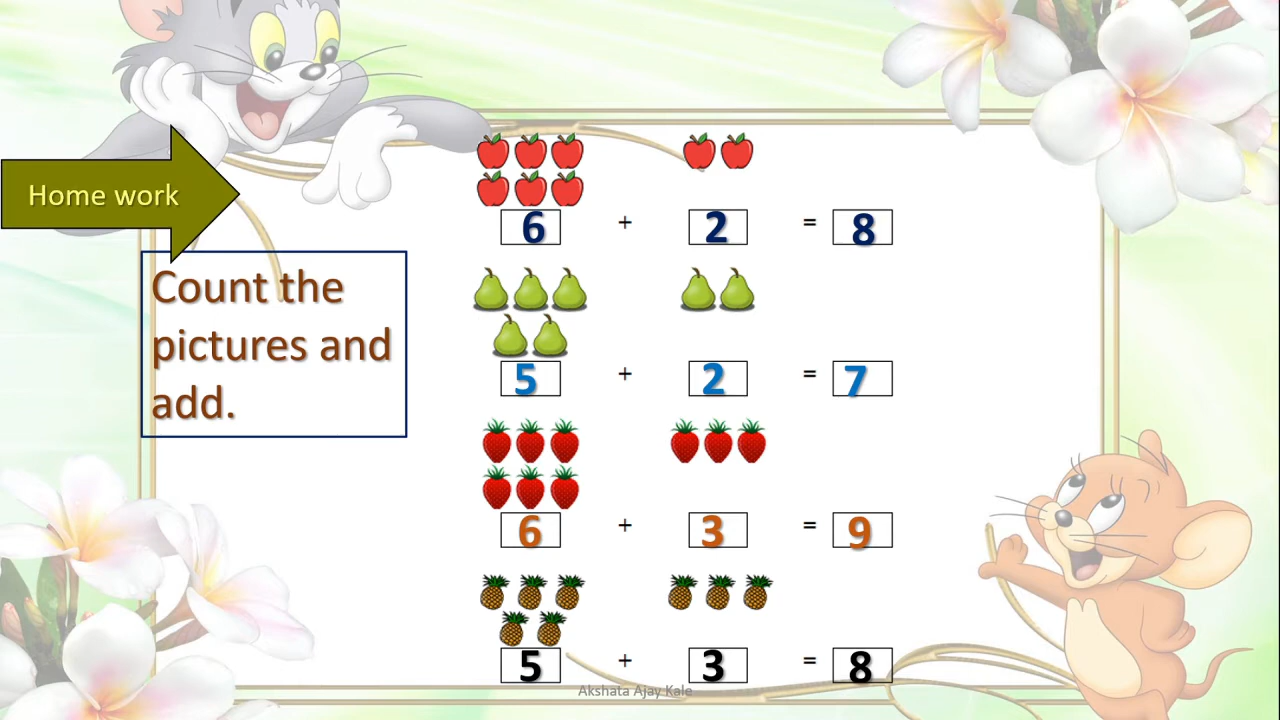 Home work
Count the
pictures and
add.
6 + 2 = 8
5 + 2 = 7
6 + 3 = 9
5 + 3 = 8
Akshata Ajay Kale